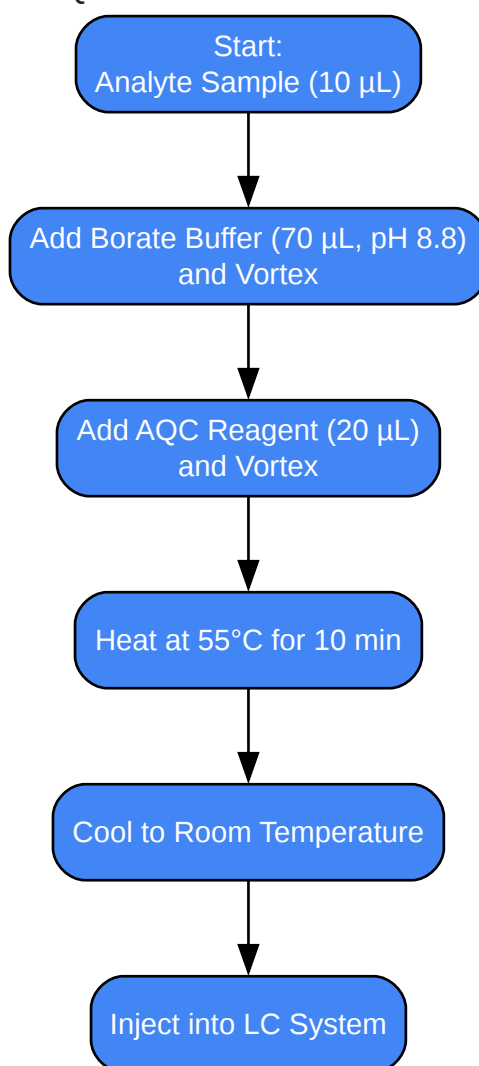 Start:
Analyte Sample (10 µL)
Add Borate Buffer (70 µL, pH 8.8)
and Vortex
Add AQC Reagent (20 µL)
and Vortex
Heat at 55°C for 10 min
Cool to Room Temperature
Inject into LC System